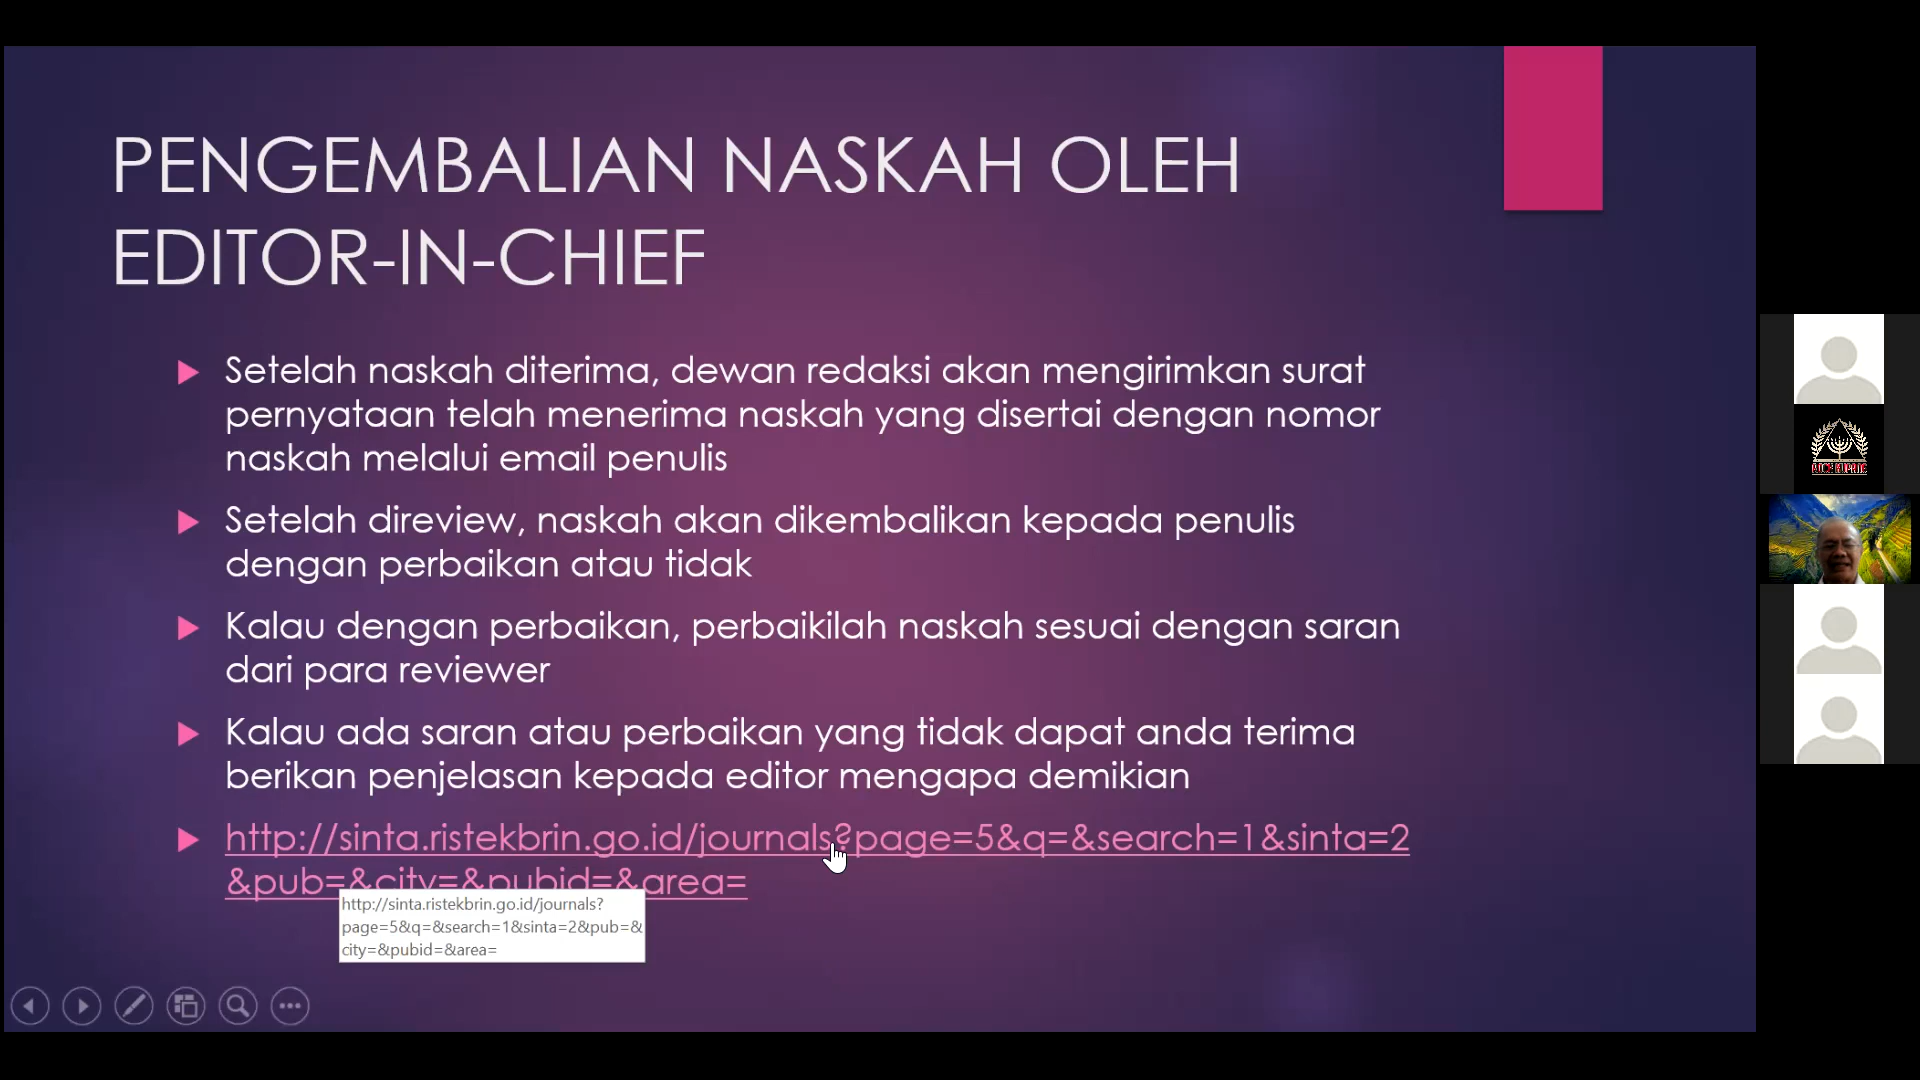 PENGEMBALIAN NASKAH OLEH
EDITOR-IN-CHIEF
Setelah naskah diterima, dewan redaksi akan mengirimkan surat
pernyataan telah menerima naskah yang disertai dengan nomor
naskah melalui email penulis
Setelah direview, naskah akan dikembalikan kepada penulis
dengan perbaikan atau tidak
Kalau dengan perbaikan, perbaikilah naskah sesuai dengan saran
dari para reviewer
Kalau ada saran atau perbaikan yang tidak dapat anda terima
berikan penjelasan kepada editor mengapa demikian
http://sinta.ristekbrin.go.id/journals?page=5&q=&search=1&sinta=2
&pub=&city=&pubid=&area=
http://sinta.ristekbrin.go.id/journals?
page=5&q=&search=1&sinta=2&pub=&
city=&pubid=&area=